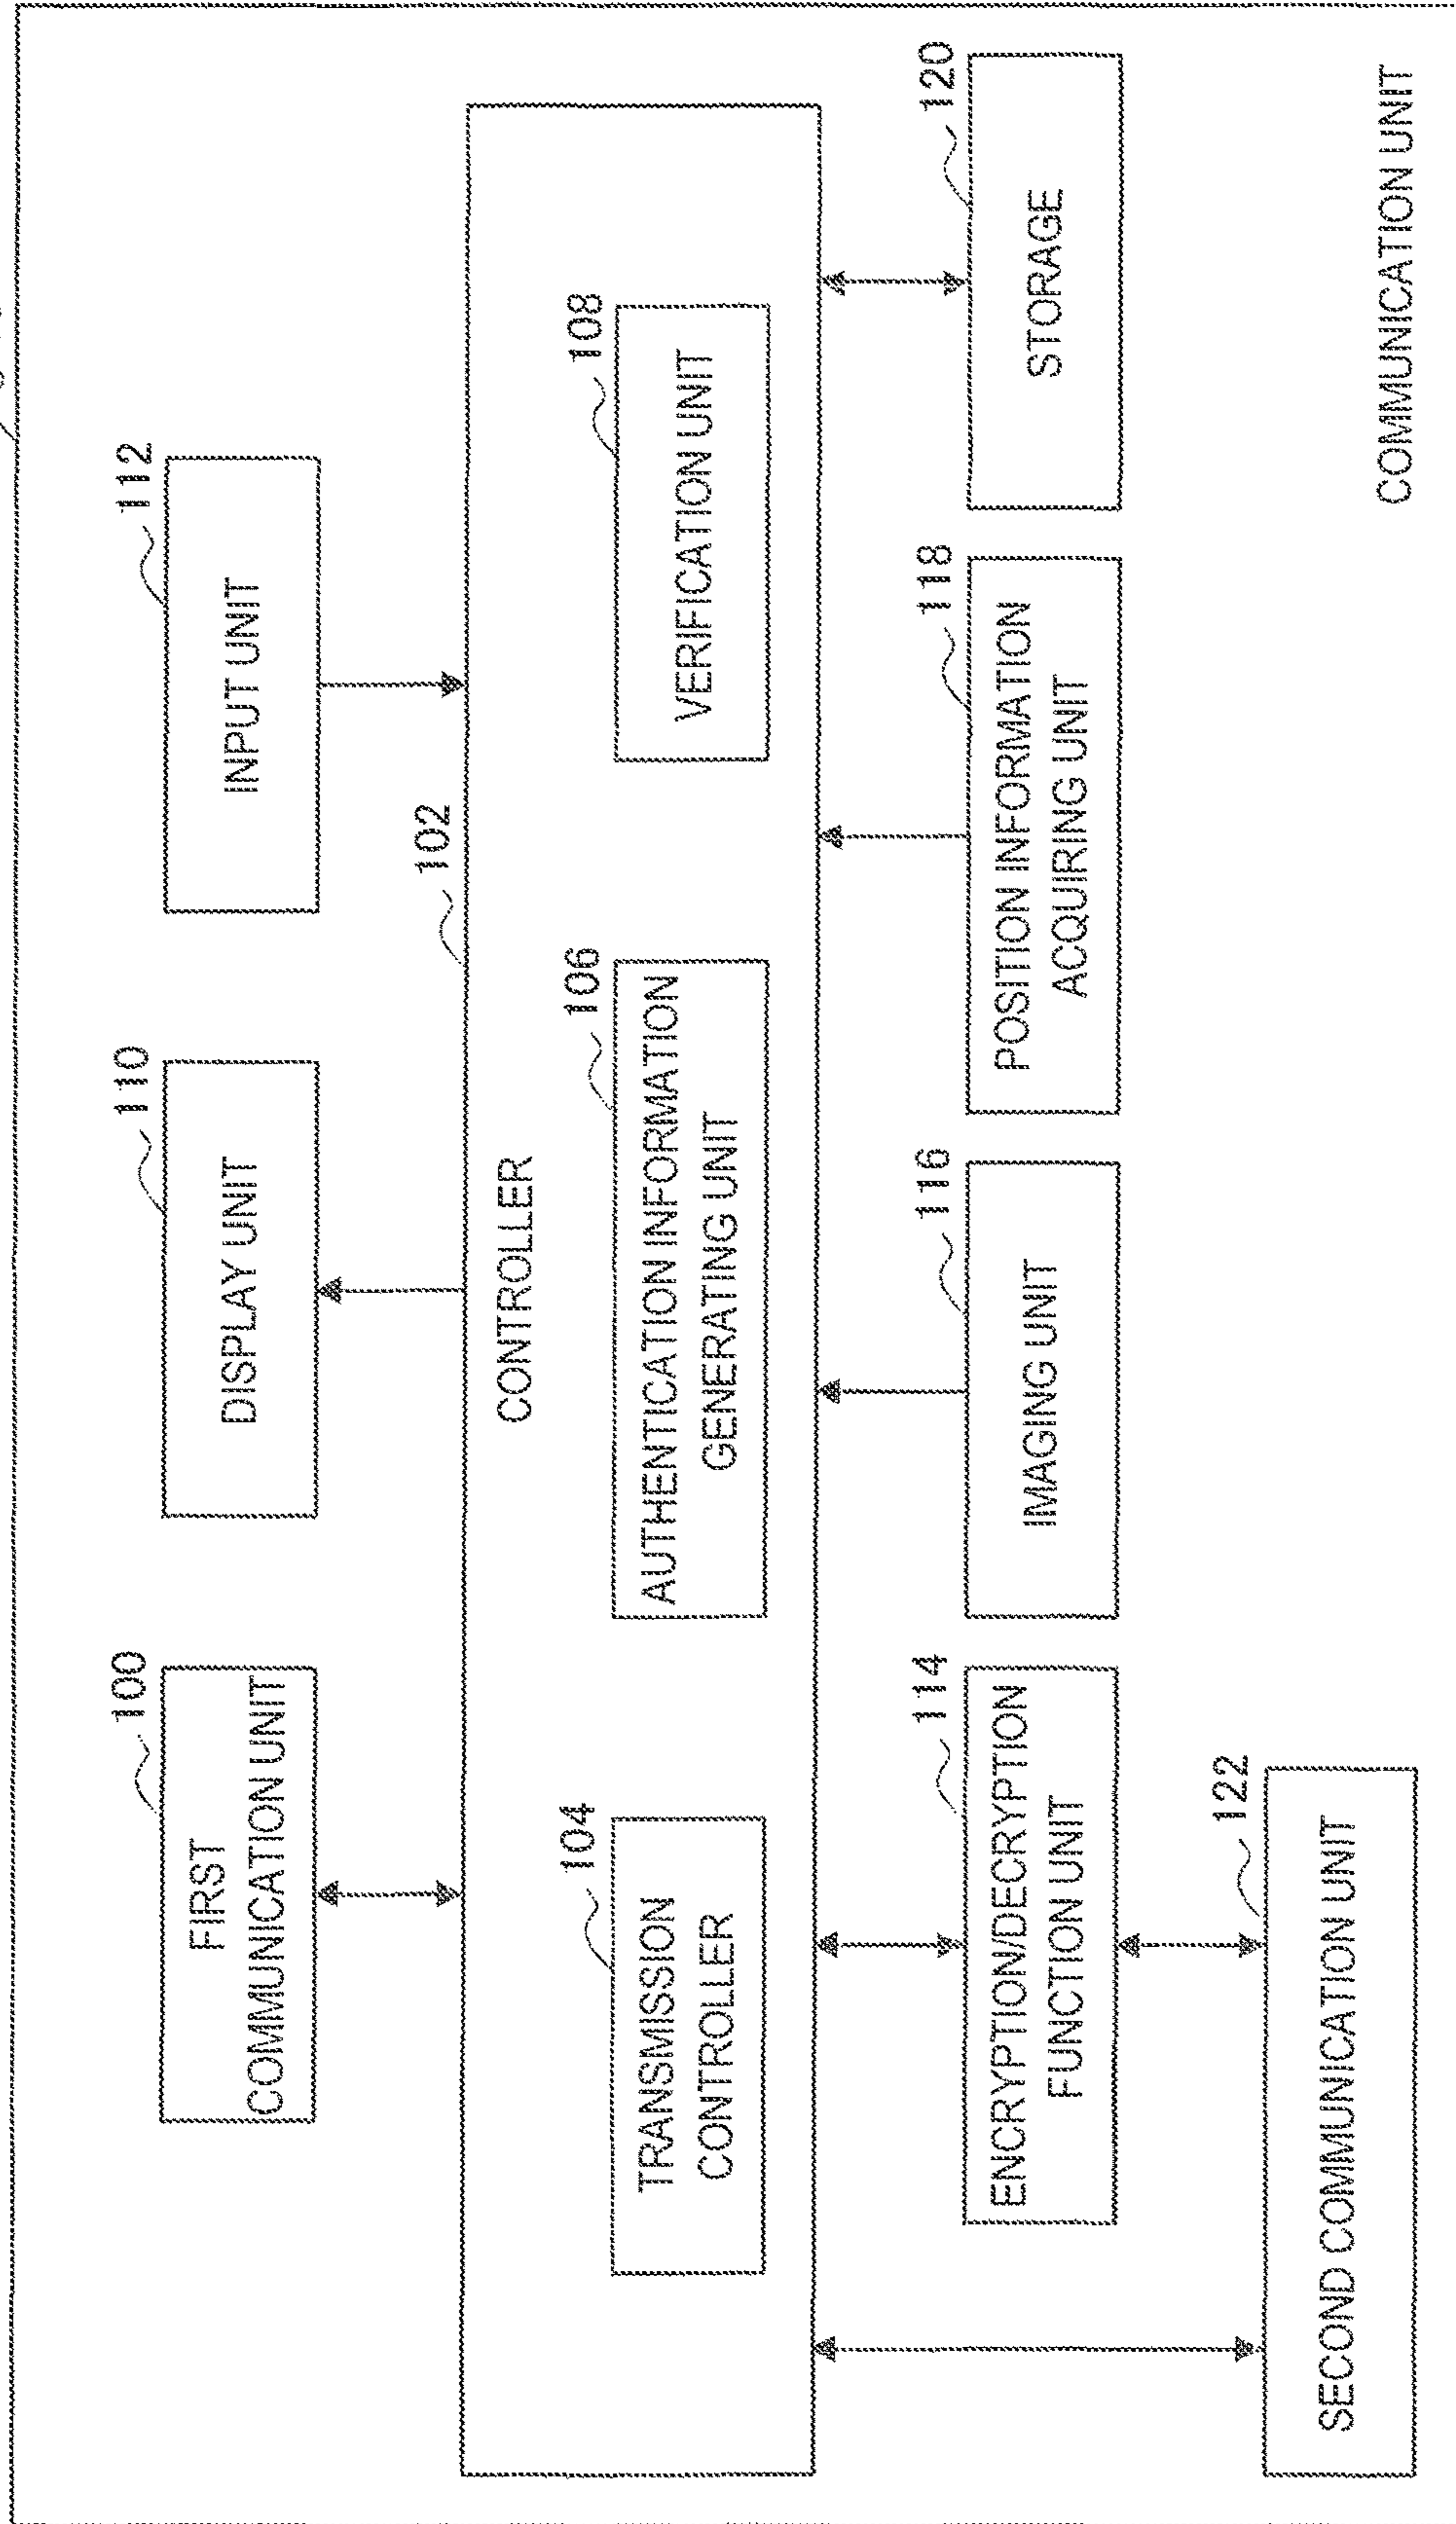 100
FIRST
COMMUNICATION UNIT
110
DISPLAY UNIT
112
INPUT UNIT
102
CONTROLLER
104
TRANSMISSION
CONTROLLER
106
AUTHENTICATION INFORMATION
GENERATING UNIT
108
VERIFICATION UNIT
114
ENCRYPTION/DECRYPTION
FUNCTION UNIT
116
IMAGING UNIT
118
POSITION INFORMATION
ACQUIRING UNIT
120
STORAGE
122
SECOND COMMUNICATION UNIT
COMMUNICATION UNIT